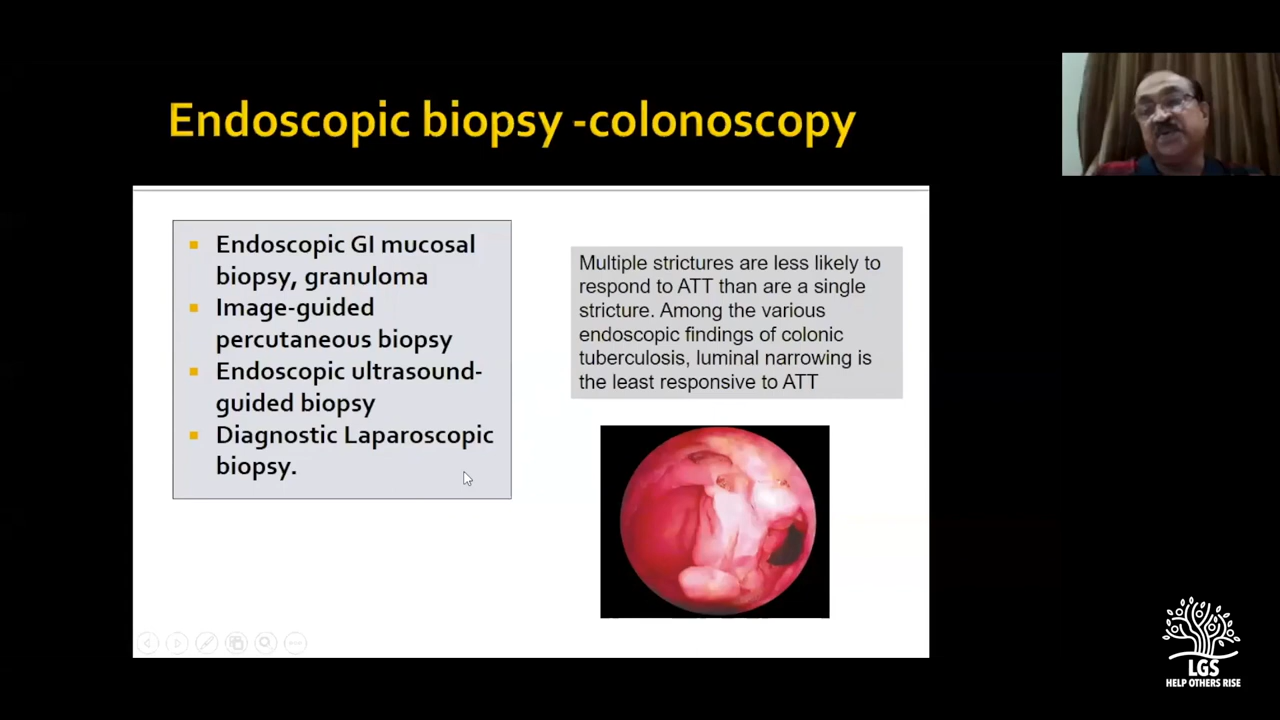 Endoscopic biopsy -colonoscopy
Endoscopic GI mucosal
biopsy, granuloma
Image-guided
percutaneous biopsy
Endoscopic ultrasound-
guided biopsy
Diagnostic Laparoscopic
biopsy.
Multiple strictures are less likely to
respond to ATT than are a single
stricture. Among the various
endoscopic findings of colonic
tuberculosis, luminal narrowing is
the least responsive to ATT
LGS
HELP OTHERS RISE